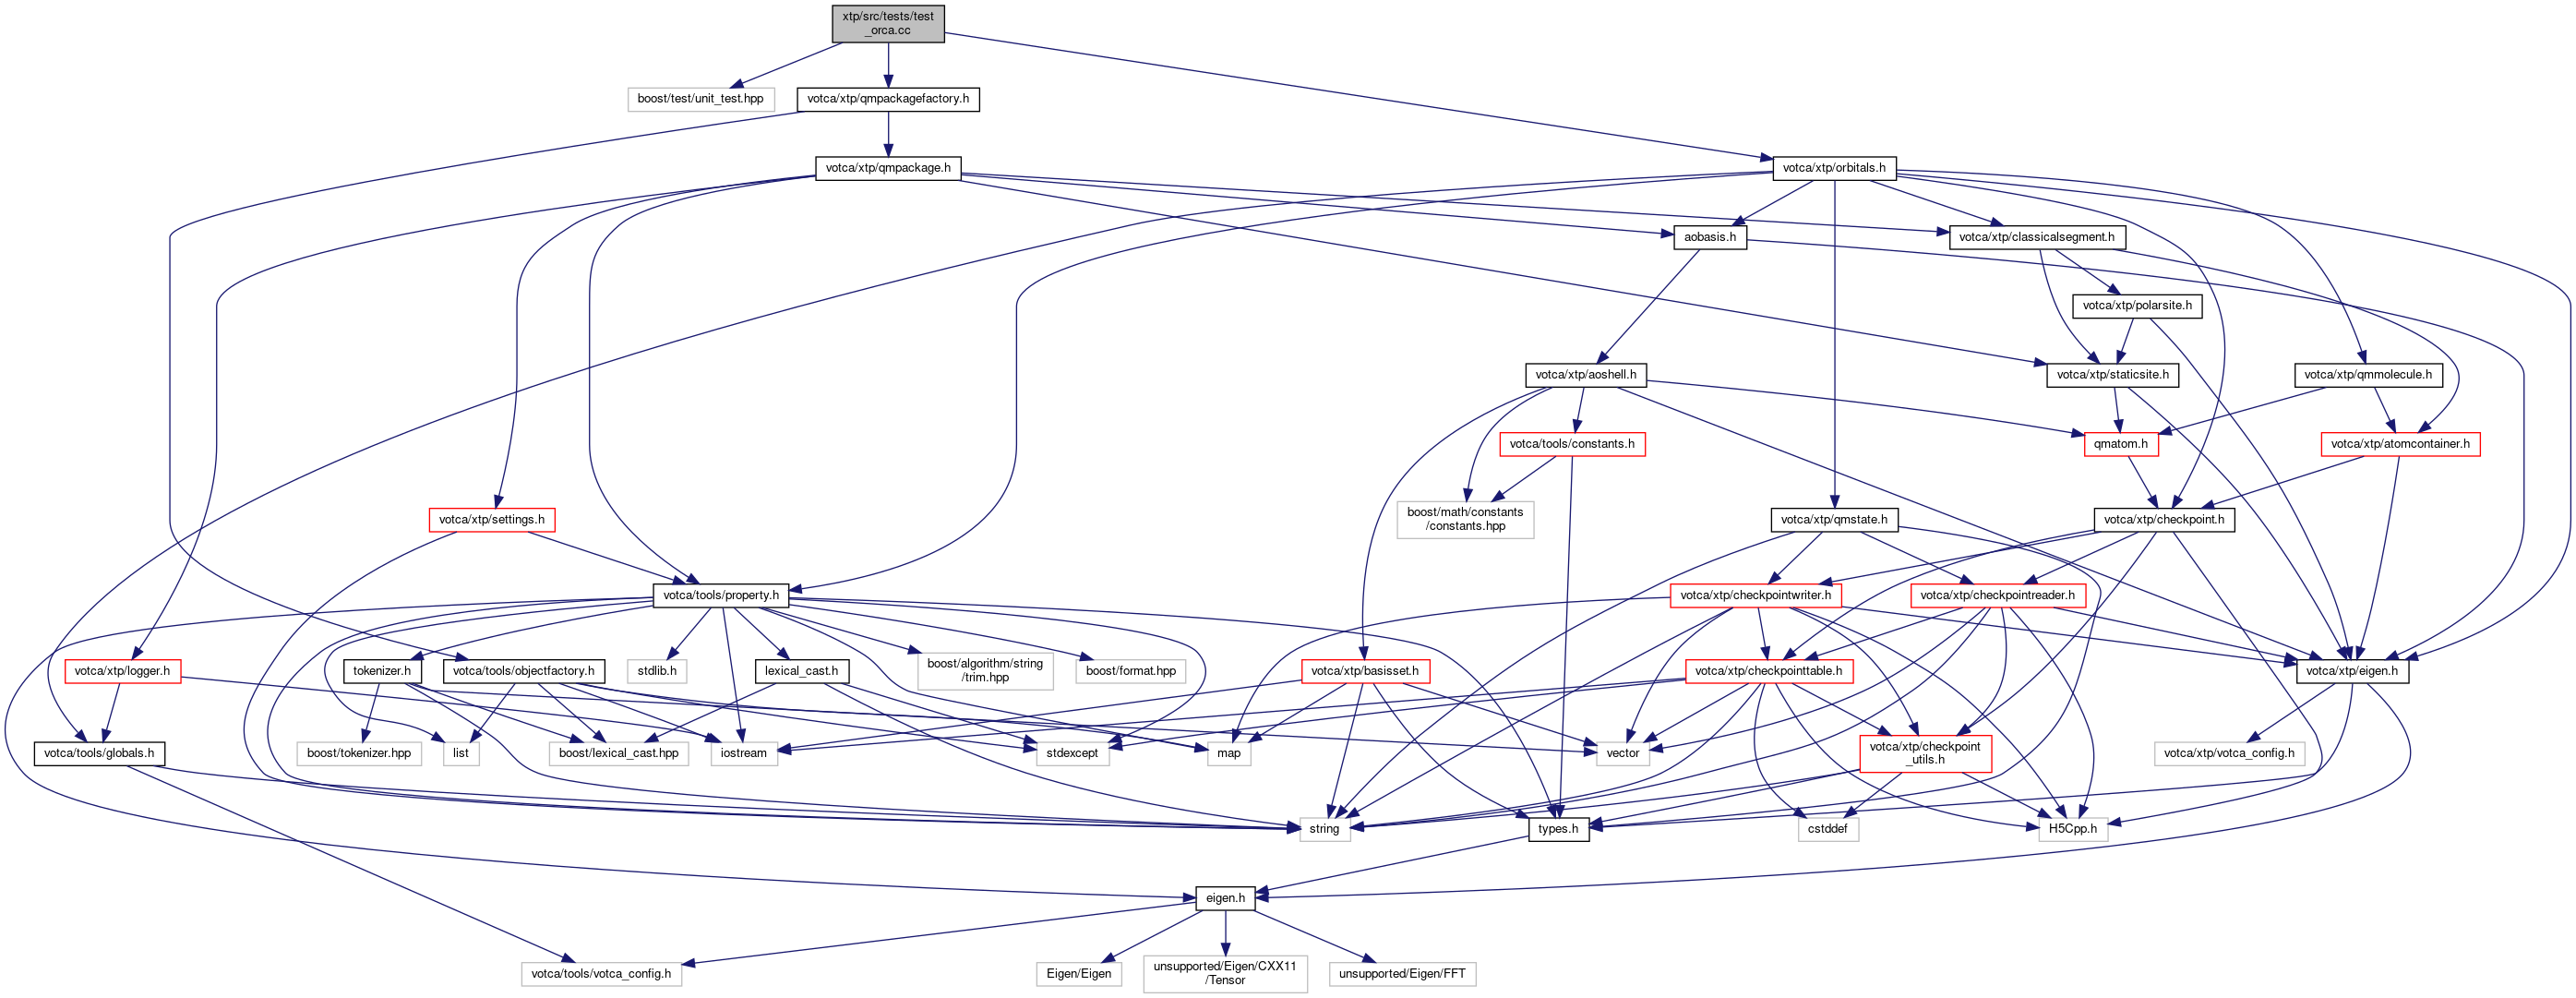 xtp/src/tests/test
_orca.cc
boost/test/unit_test.hpp
votca/xtp/qmpackagefactory.h
votca/xtp/qmpackage.h
votca/xtp/orbitals.h
aobasis.h
votca/xtp/classicalsegment.h
votca/xtp/polarsite.h
votca/xtp/aoshell.h
votca/xtp/staticsite.h
votca/xtp/qmmolecule.h
votca/tools/constants.h
qmatom.h
votca/xtp/atomcontainer.h
votca/xtp/settings.h
boost/math/constants
/constants.hpp
votca/xtp/qmstate.h
votca/xtp/checkpoint.h
votca/tools/property.h
votca/xtp/checkpointwriter.h
votca/xtp/checkpointreader.h
votca/xtp/logger.h
tokenizer.h
votca/tools/objectfactory.h
stdlib.h
lexical_cast.h
boost/algorithm/string
/trim.hpp
boost/format.hpp
votca/xtp/basisset.h
votca/xtp/checkpointtable.h
votca/xtp/eigen.h
votca/tools/globals.h
boost/tokenizer.hpp
list
boost/lexical_cast.hpp
iostream
stdexcept
map
vector
votca/xtp/checkpoint
_utils.h
votca/xtp/votca_config.h
string
types.h
cstddef
H5Cpp.h
eigen.h
votca/tools/votca_config.h
Eigen/Eigen
unsupported/Eigen/CXX11
/Tensor
unsupported/Eigen/FFT